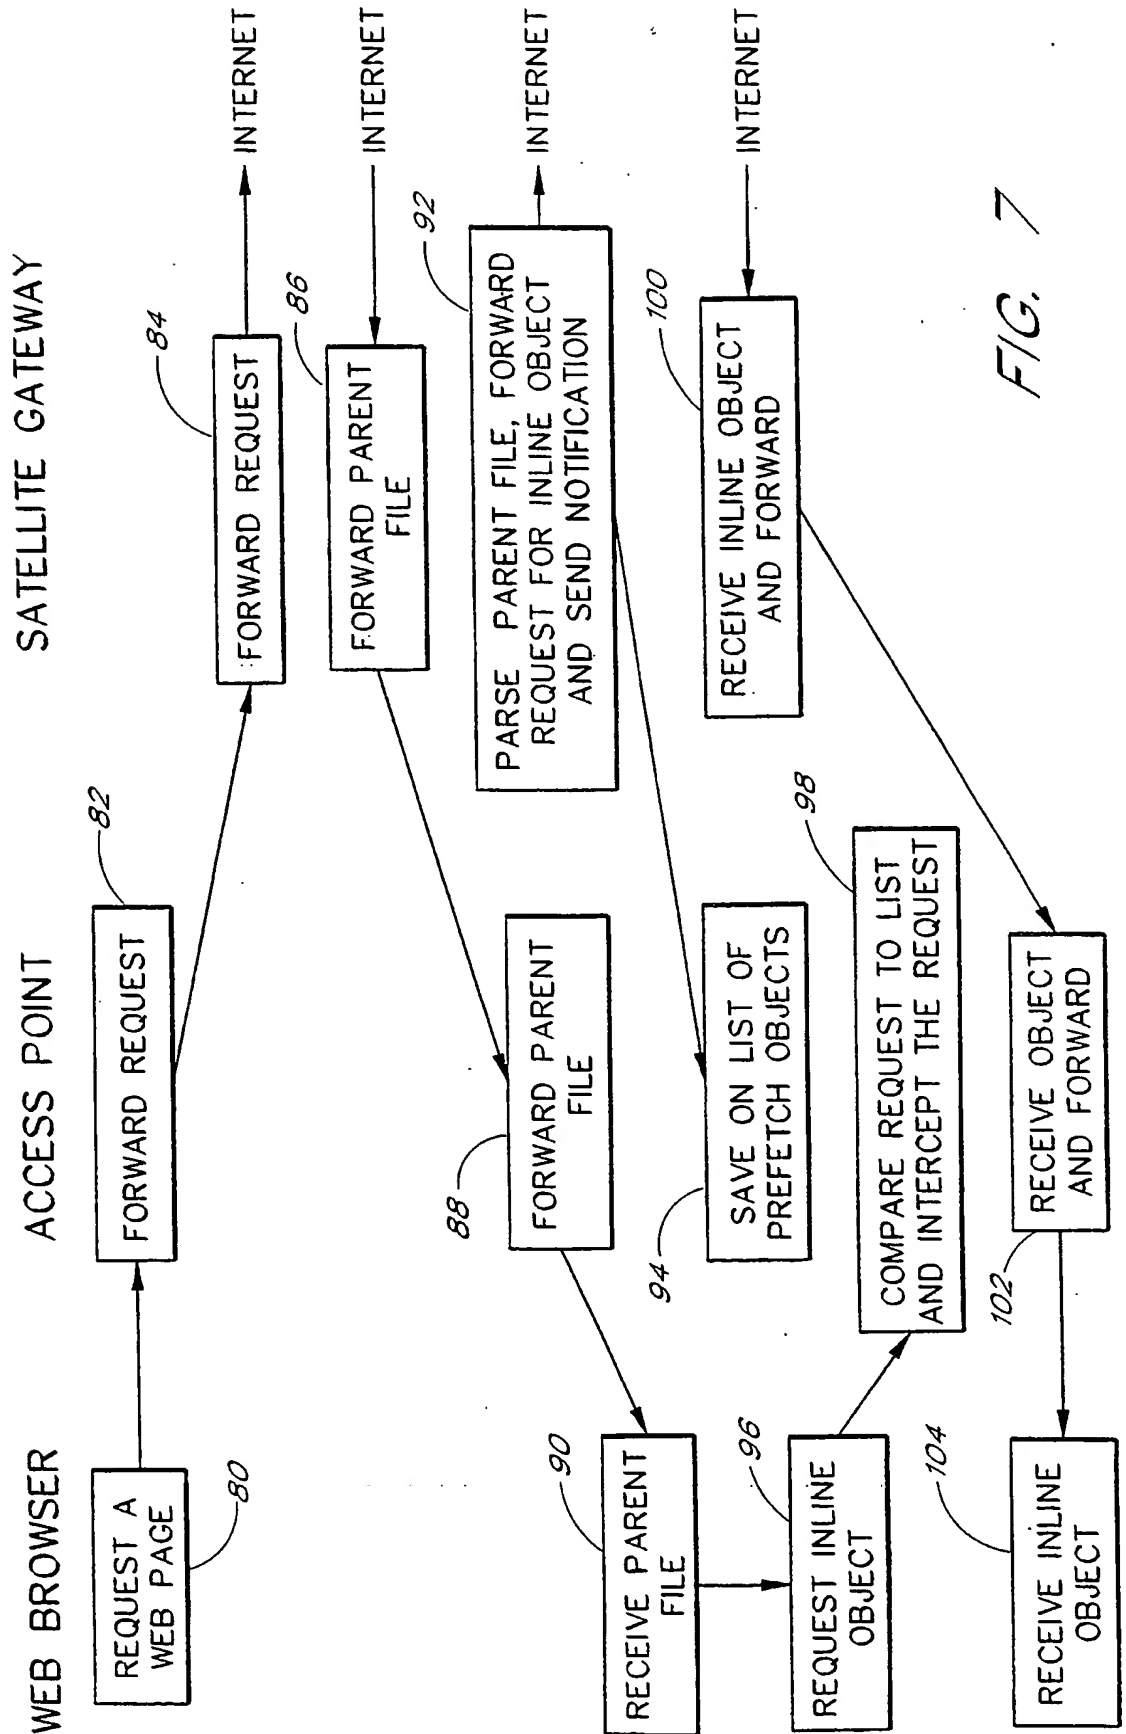 WEB BROWSER
ACCESS POINT
SATELLITE GATEWAY
REQUEST A
WEB PAGE
80
FORWARD REQUEST
82
FORWARD REQUEST
84
INTERNET
FORWARD PARENT
FILE
86
INTERNET
FORWARD PARENT
FILE
88
RECEIVE PARENT
FILE
90
PARSE PARENT FILE, FORWARD
REQUEST FOR INLINE OBJECT
AND SEND NOTIFICATION
92
INTERNET
SAVE ON LIST OF
PREFETCH OBJECTS
94
REQUEST INLINE
OBJECT
96
COMPARE REQUEST TO LIST
AND INTERCEPT THE REQUEST
98
RECEIVE INLINE OBJECT
AND FORWARD
100
INTERNET
RECEIVE OBJECT
AND FORWARD
102
RECEIVE INLINE
OBJECT
104
FIG. 7